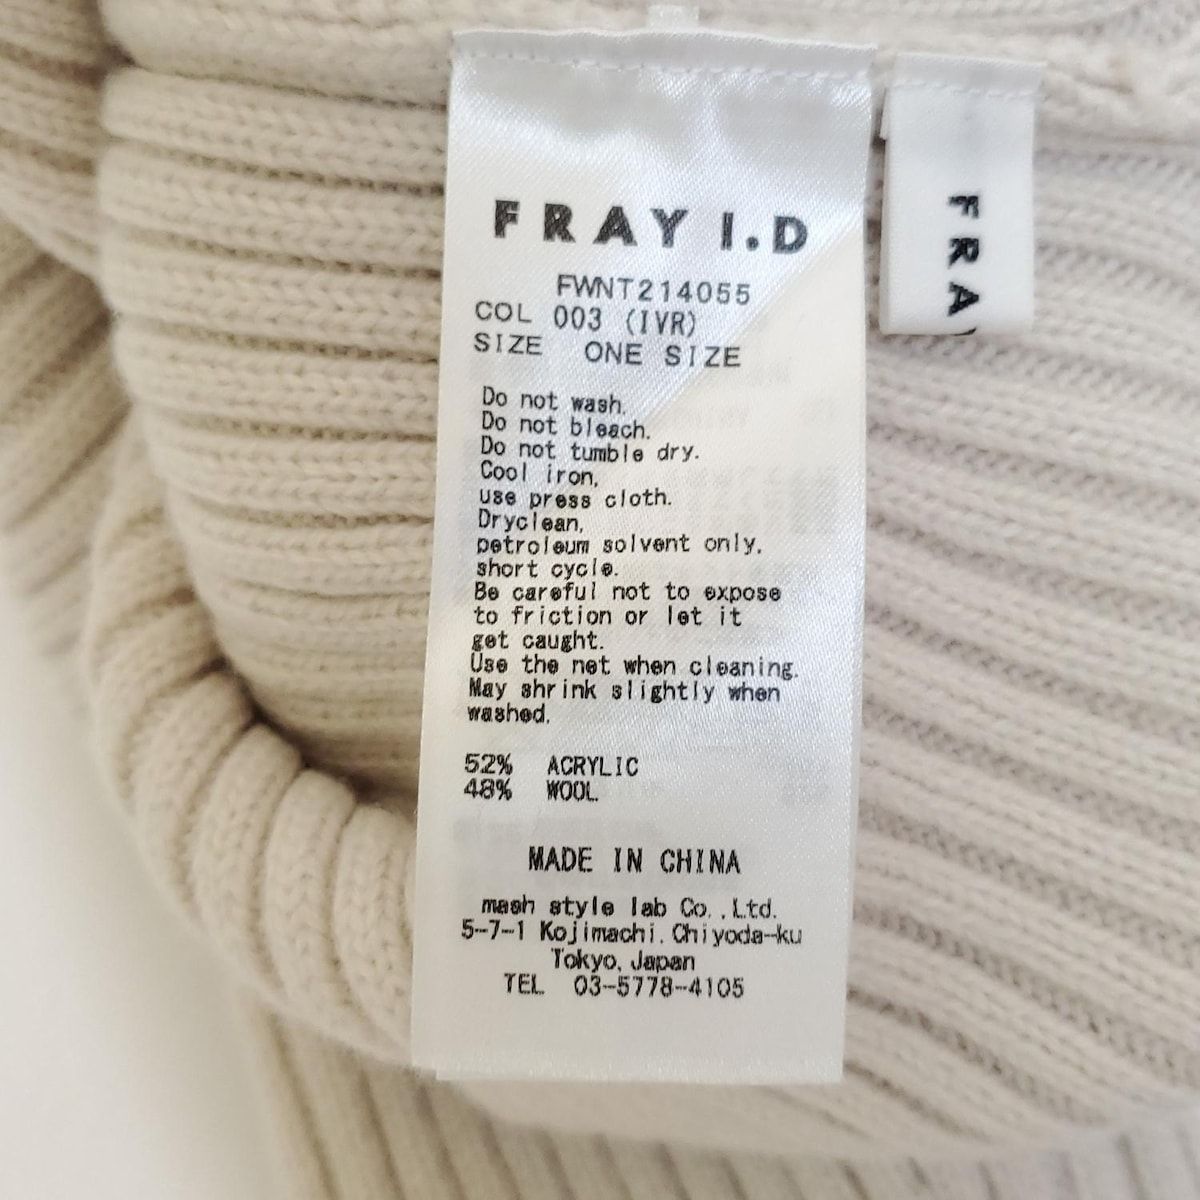 FRAY I.D
FWNT214055
COL 003 (IVR)
SIZE ONE SIZE
Do not wash.
Do not bleach.
Do not tumble dry.
Cool iron,
use press cloth.
Dryclean,
petroleum solvent only,
short cycle.
Be careful not to expose
to friction or let it
get caught.
Use the net when cleaning.
May shrink slightly when
washed.
52% ACRYLIC
48% WOOL
MADE IN CHINA
mash style lab Co.,Ltd.
5-7-1 Kojimachi, Chiyoda-ku
Tokyo, Japan
TEL 03-5778-4105
FRA